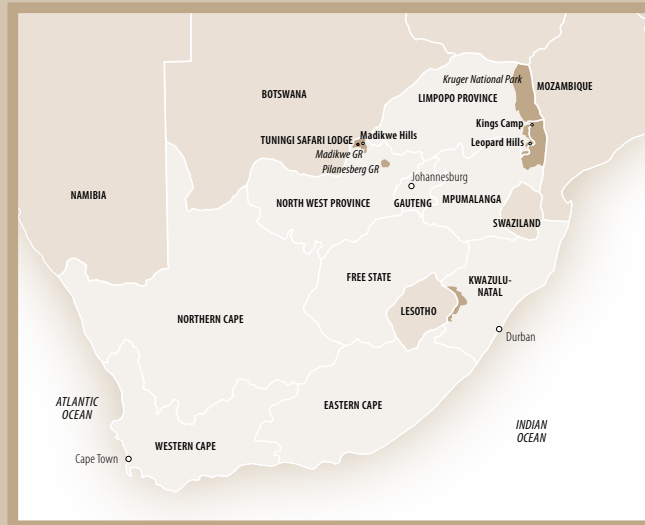 Kruger National Park
MOZAMBIQUE
BOTSWANA
LIMPOPO PROVINCE
Kings Camp
TUNINGI SAFARI LODGE
Madikwe Hills
Leopard Hills
Madikwe GR
Pilanesberg GR
Johannesburg
NAMIBIA
NORTH WEST PROVINCE
GAUTENG
MPUMALANGA
SWAZILAND
FREE STATE
KWAZULU-
NATAL
LESOTHO
NORTHERN CAPE
Durban
ATLANTIC
OCEAN
EASTERN CAPE
INDIAN
OCEAN
WESTERN CAPE
Cape Town